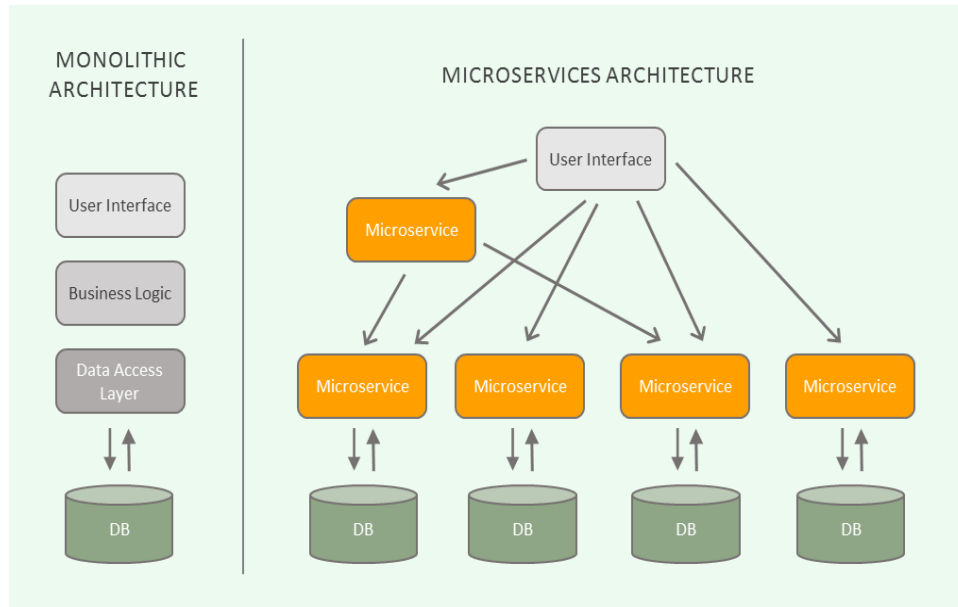 MONOLITHIC
ARCHITECTURE
User Interface
Business Logic
Data Access
Layer
DB
MICROSERVICES ARCHITECTURE
User Interface
Microservice
Microservice
Microservice
Microservice
Microservice
DB
DB
DB
DB